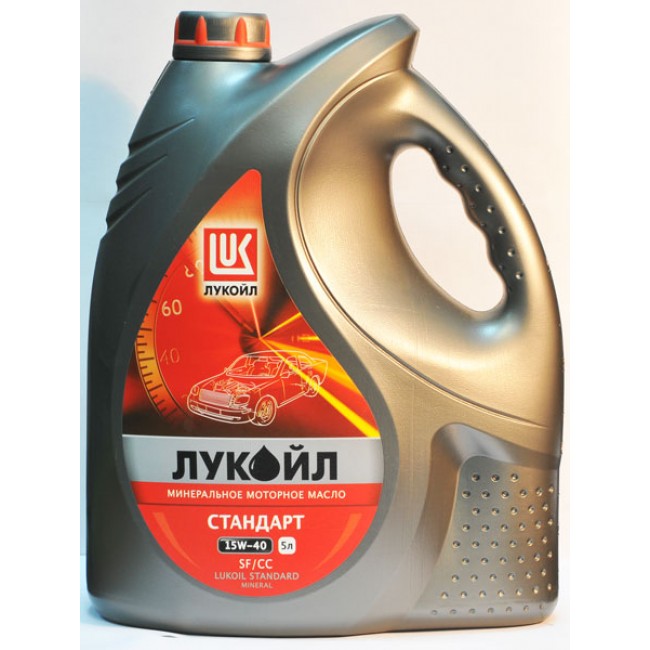 LUK
ЛУКОЙЛ
60
40
ЛУКОЙЛ
МИНЕРАЛЬНОЕ МОТОРНОЕ МАСЛО
СТАНДАРТ
15W-40 5л
SF/CC
LUKOIL STANDARD
MINERAL